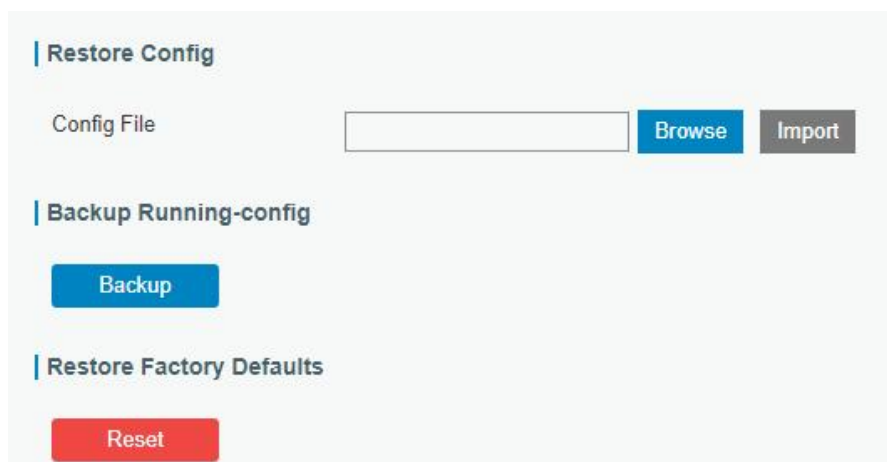 Restore Config
Config File Browse Import
Backup Running-config
Backup
Restore Factory Defaults
Reset